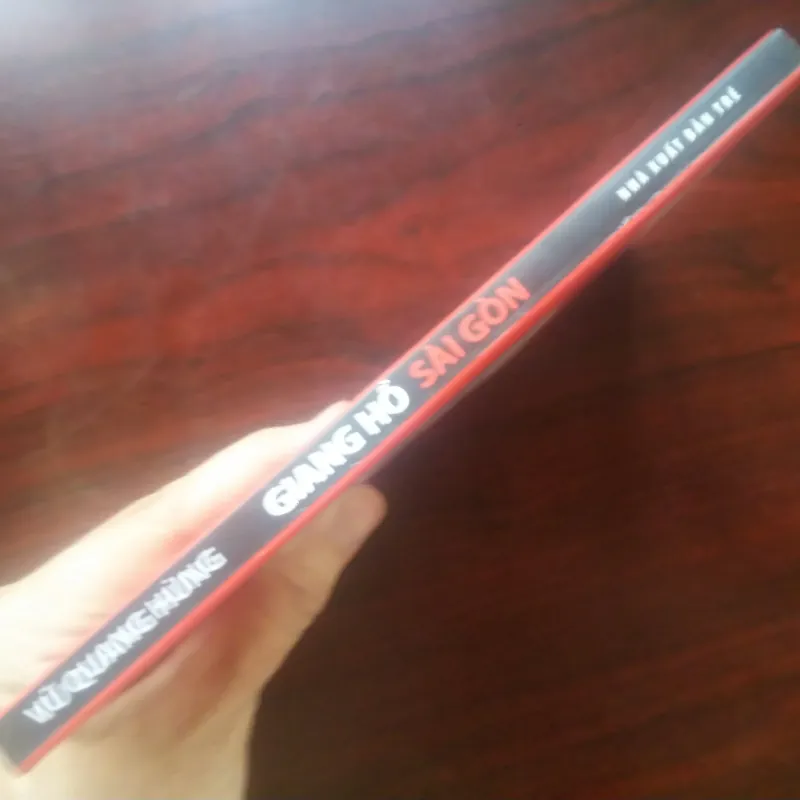 VŨ QUANG HÙNG
GIANG HỒ SÀI GÒN
NHÀ XUẤT BẢN TRẺ